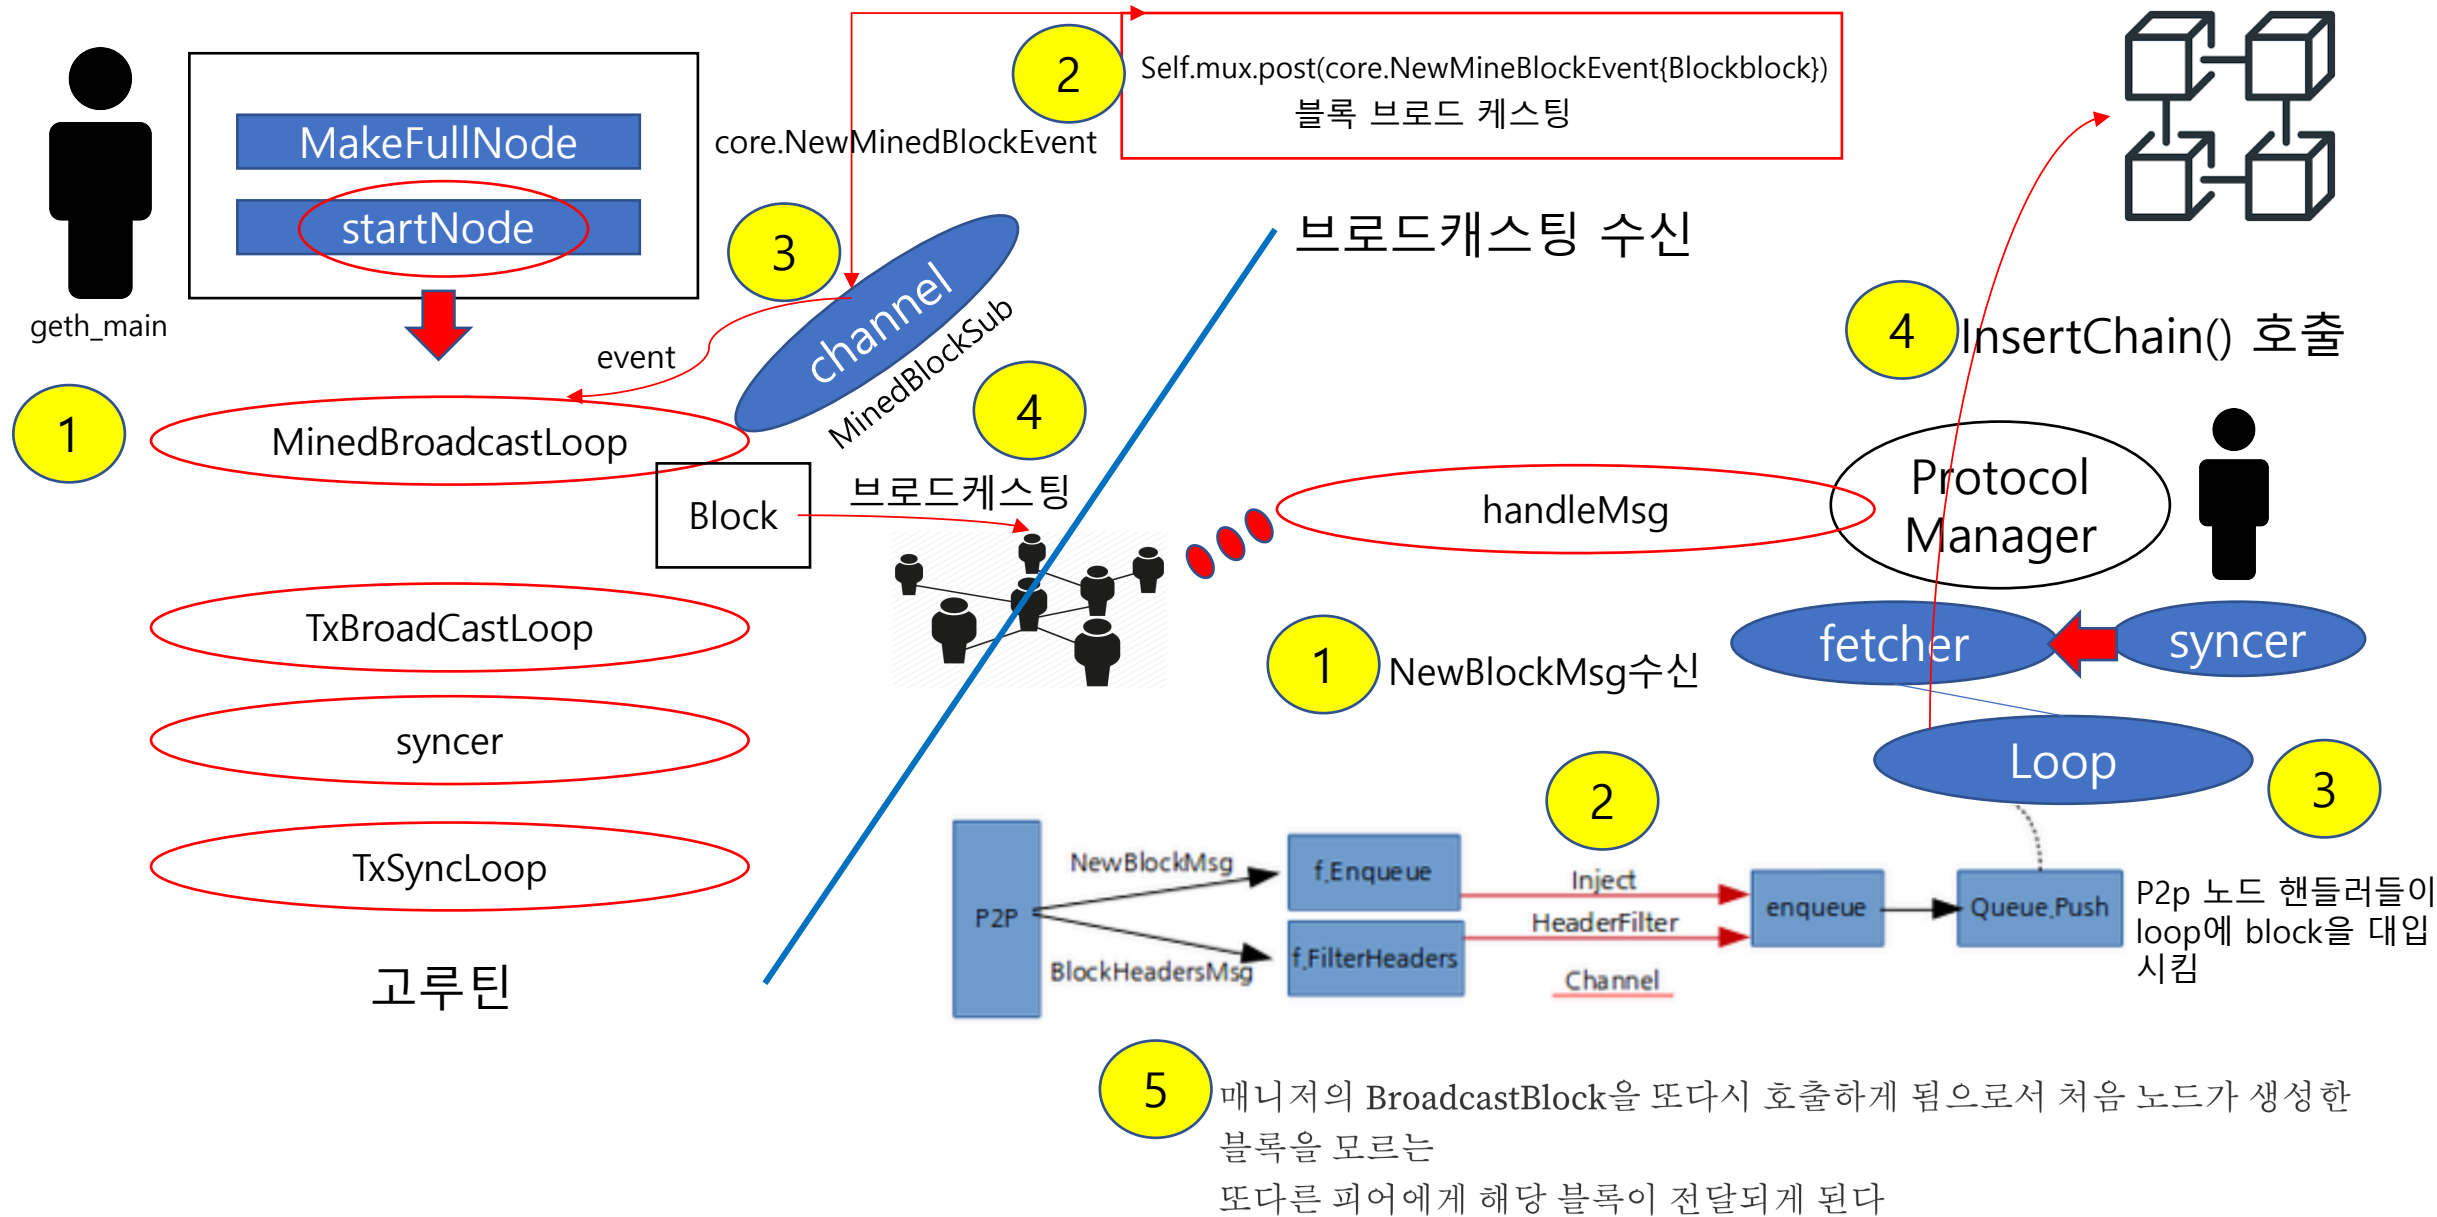 MakeFullNode
startNode
geth_main
1
MinedBroadcastLoop
TxBroadCastLoop
syncer
TxSyncLoop
고루틴
2
Self.mux.post(core.NewMineBlockEvent{Blockblock})
블록 브로드 케스팅
core.NewMinedBlockEvent
3
channel
MinedBlockSub
event
4
브로드케스팅
Block
브로드캐스팅 수신
4
InsertChain() 호출
handleMsg
Protocol
Manager
1
NewBlockMsg수신
fetcher
syncer
Loop
2
3
P2P
NewBlockMsg
BlockHeadersMsg
f.Enqueue
f.FilterHeaders
Inject
HeaderFilter
Channel
enqueue
Queue.Push
P2p 노드 핸들러들이
loop에 block을 대입
시킴
5
매니저의 BroadcastBlock을 또다시 호출하게 됨으로서 처음 노드가 생성한
블록을 모르는
또다른 피어에게 해당 블록이 전달되게 된다